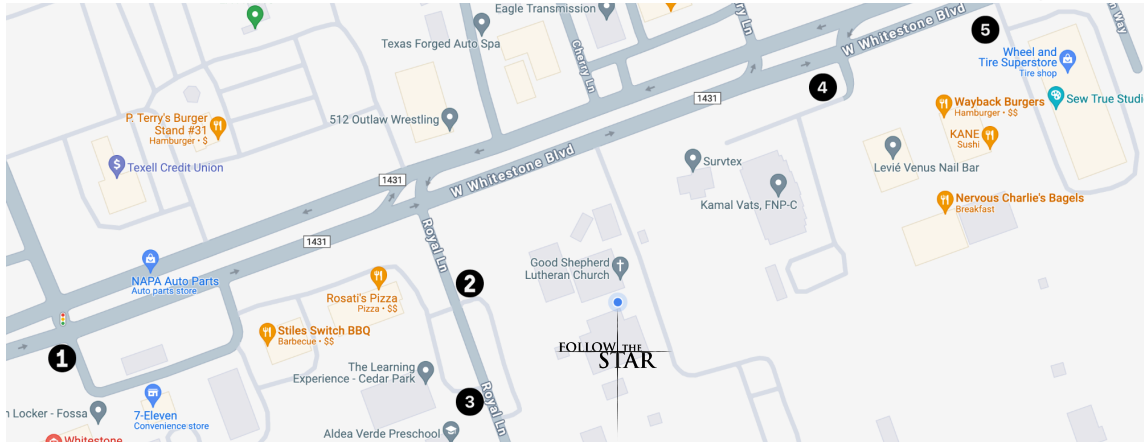 Eagle Transmission
Texas Forged Auto Spa
Cherry Ln
ry Ln
W Whitestone Blvd
5
n Way
Wheel and
Tire Superstore
Tire shop
4
1431
Sew True Studi
Wayback Burgers
Hamburger • $$
P. Terry's Burger
Stand #31
Hamburger • $
512 Outlaw Wrestling
KANE
Sushi
Texell Credit Union
Survtex
Levié Venus Nail Bar
1431
W Whitestone Blvd
Kamal Vats, FNP-C
Nervous Charlie's Bagels
Breakfast
1431
Royal Ln
NAPA Auto Parts
Auto parts store
2
Good Shepherd
Lutheran Church
Rosati's Pizza
Pizza • $$
Stiles Switch BBQ
Barbecue • $$
1
FOLLOW THE
STAR
The Learning
Experience - Cedar Park
3
Royal Ln
n Locker - Fossa
7-Eleven
Convenience store
Aldea Verde Preschool
Whitestone